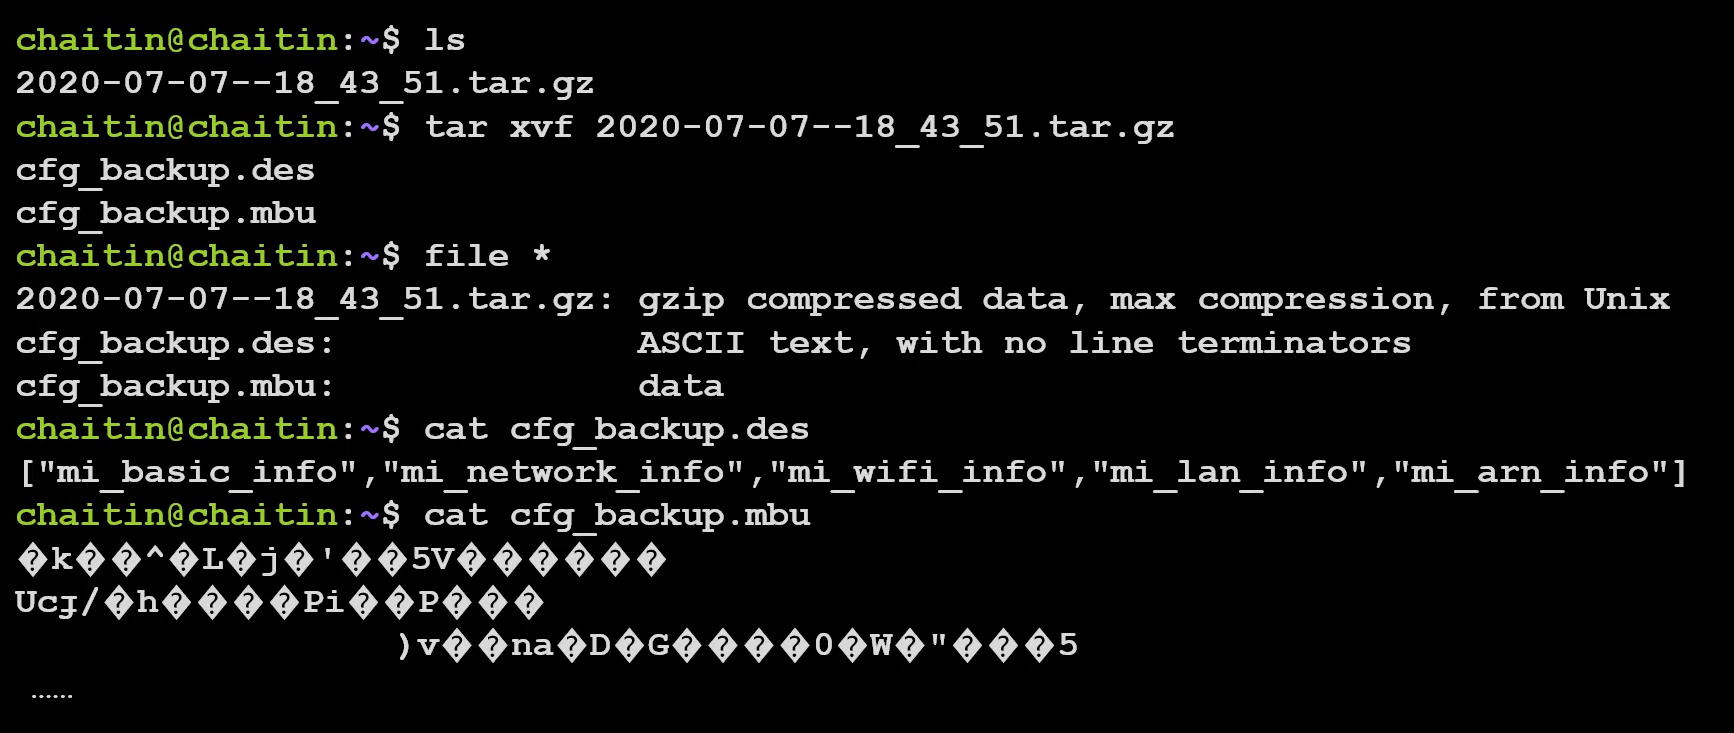 chaitin@chaitin:~$ ls
2020-07-07--18_43_51.tar.gz
chaitin@chaitin:~$ tar xvf 2020-07-07--18_43_51.tar.gz
cfg_backup.des
cfg_backup.mbu
chaitin@chaitin:~$ file *
2020-07-07--18_43_51.tar.gz: gzip compressed data, max compression, from Unix
cfg_backup.des:              ASCII text, with no line terminators
cfg_backup.mbu:              data
chaitin@chaitin:~$ cat cfg_backup.des
["mi_basic_info","mi_network_info","mi_wifi_info","mi_lan_info","mi_arn_info"]
chaitin@chaitin:~$ cat cfg_backup.mbu
�k��^�L�j�'��5V������
Ucɟ/�h����Pi��P���
)v��na�D�G����0�W�"���5
……